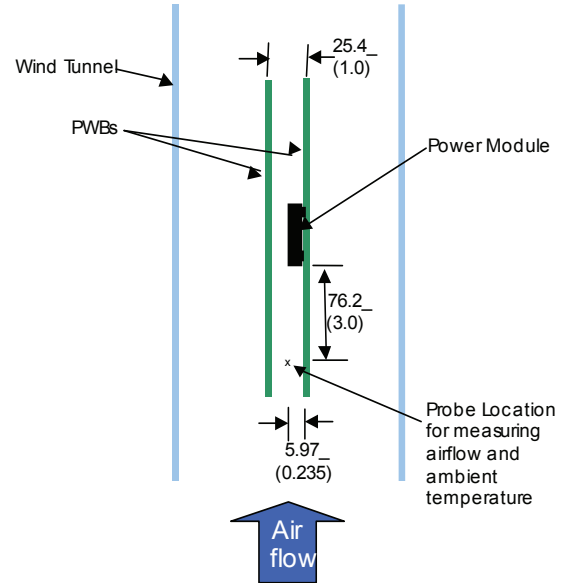 25.4_
(1.0)
Wind Tunnel
PWBs
Power Module
76.2_
(3.0)
x
Probe Location
for measuring
airflow and
ambient
temperature
5.97_
(0.235)
Air
flow